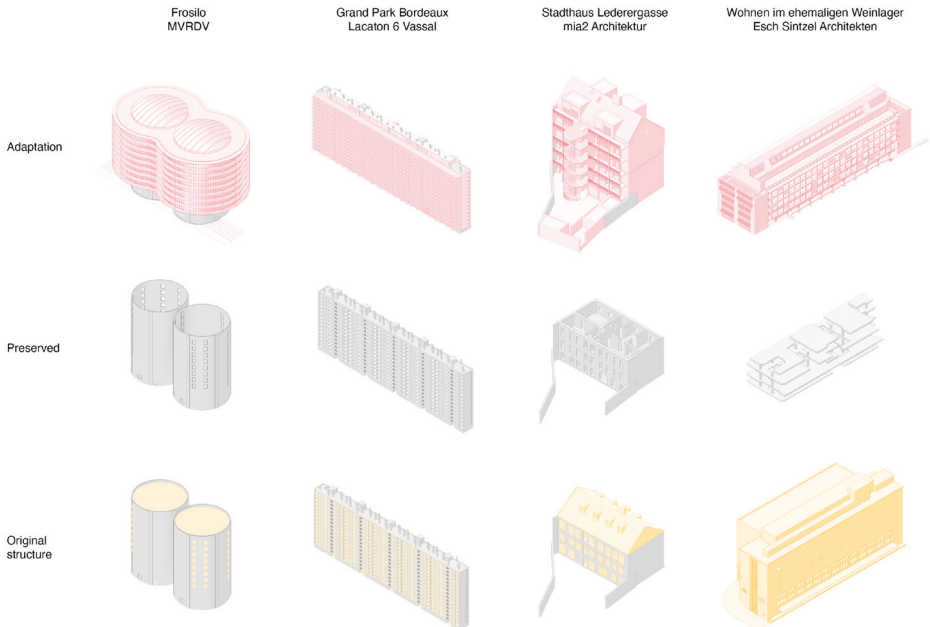 Frosilo
MVRDV
Grand Park Bordeaux
Lacaton 6 Vassal
Stadthaus Lederergasse
mia2 Architektur
Wohnen im ehemaligen Weinlager
Esch Sintzel Architekten
Adaptation
Preserved
Original
structure